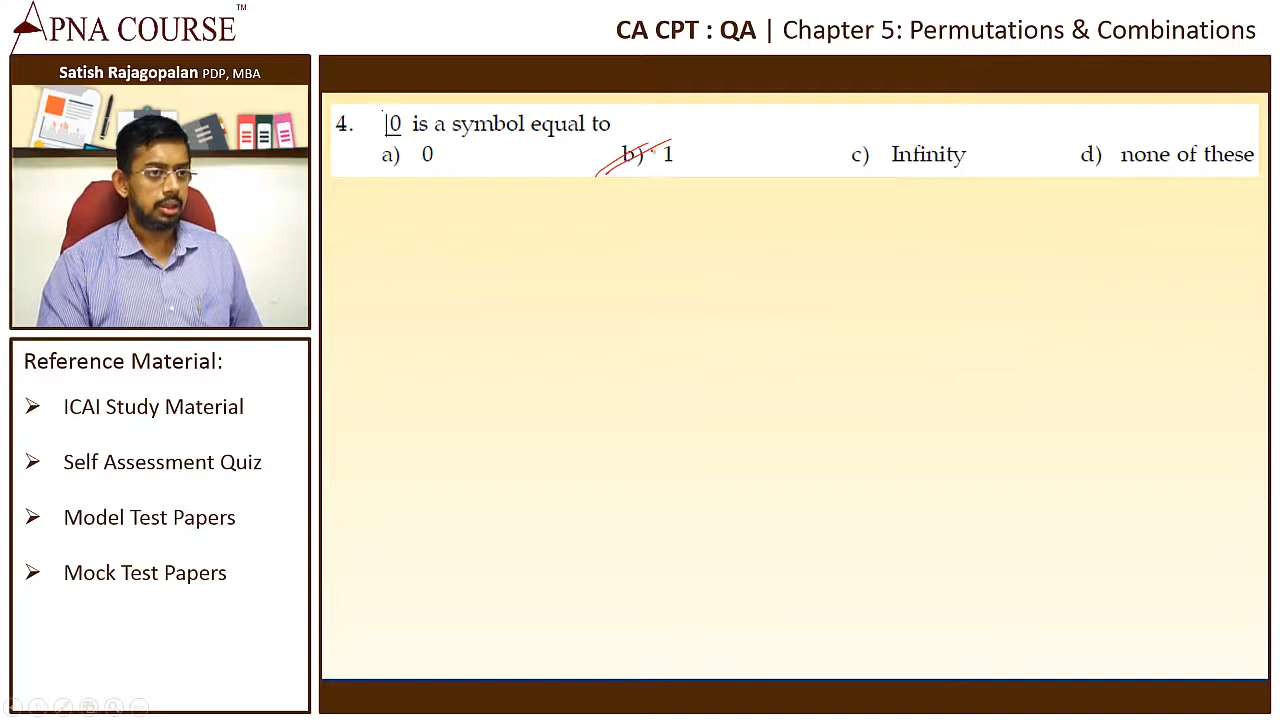 APNA COURSE™
CA CPT : QA | Chapter 5: Permutations & Combinations
Satish Rajagopalan PDP, MBA
4. |0 is a symbol equal to
a) 0 b) 1 c) Infinity d) none of these
Reference Material:
➢ ICAI Study Material
➢ Self Assessment Quiz
➢ Model Test Papers
➢ Mock Test Papers